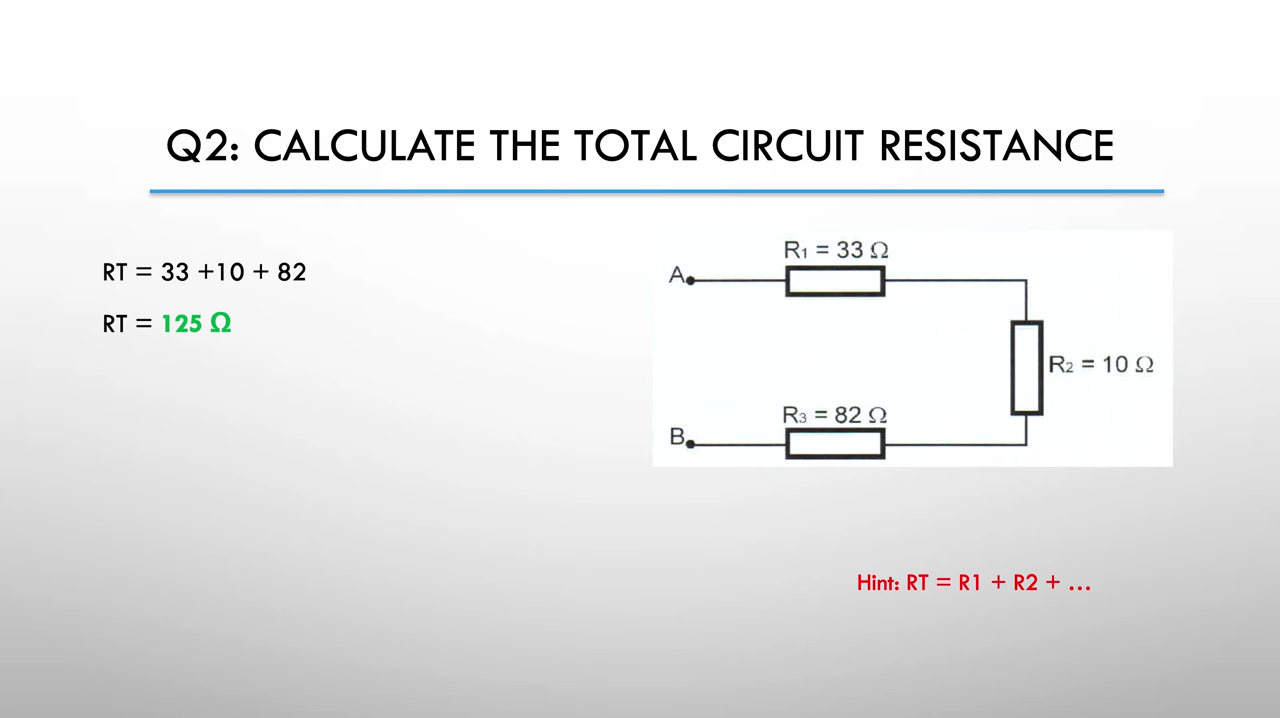 Q2: CALCULATE THE TOTAL CIRCUIT RESISTANCE
RT = 33 +10 + 82
RT = 125 Ω
R1 = 33 Ω
A
R2 = 10 Ω
R3 = 82 Ω
B
Hint: RT = R1 + R2 + …